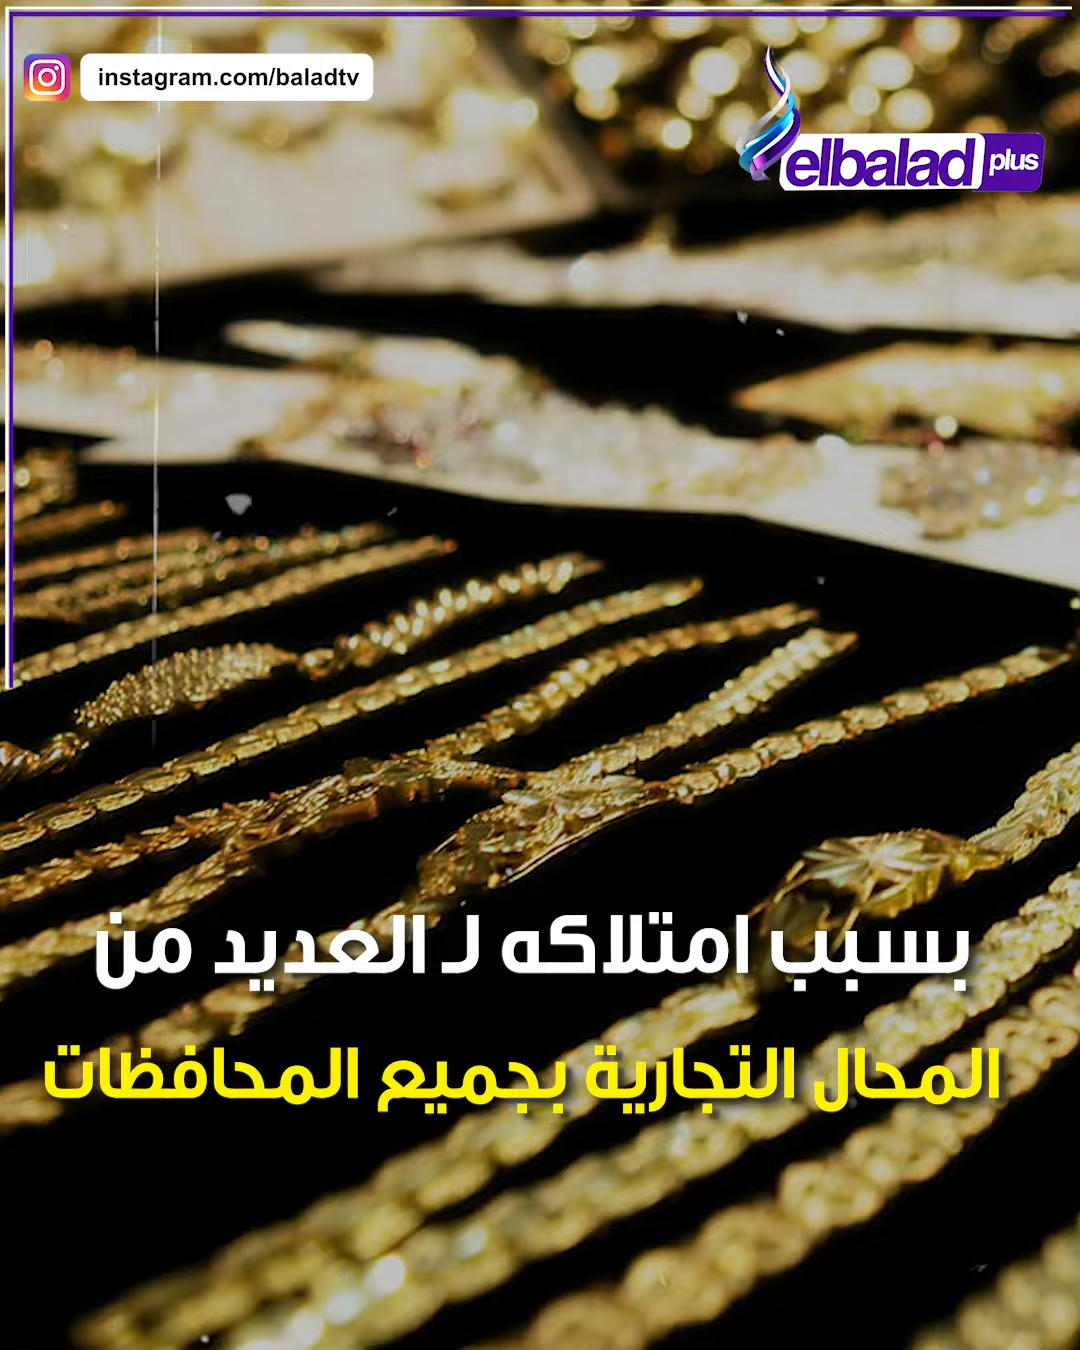 instagram.com/baladtv
elbalad plus
بسبب امتلاكه لـ العديد من
المحال التجارية بجميع المحافظات